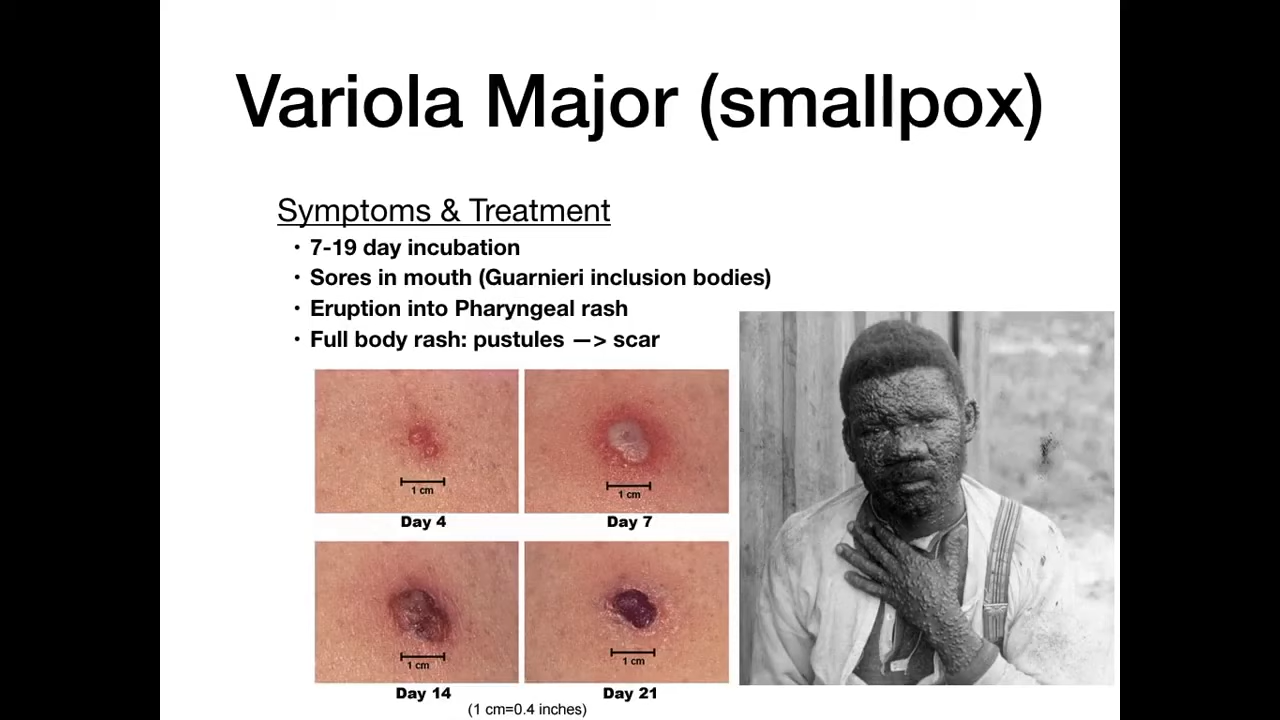 Variola Major (smallpox)
Symptoms & Treatment
• 7-19 day incubation
• Sores in mouth (Guarnieri inclusion bodies)
• Eruption into Pharyngeal rash
• Full body rash: pustules —> scar
1 cm
1 cm
Day 4
Day 7
1 cm
1 cm
Day 14
Day 21
(1 cm=0.4 inches)